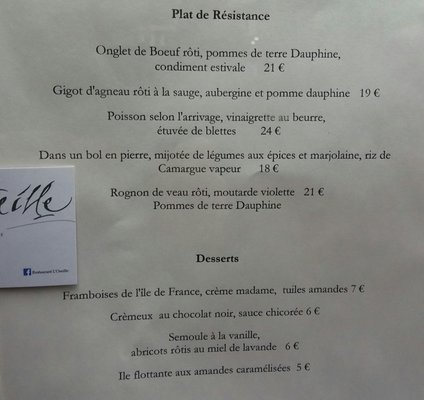 Plat de Résistance
Onglet de Boeuf rôti, pommes de terre Dauphine,
condiment estivale 21 €
Gigot d'agneau rôti à la sauge, aubergine et pomme dauphine 19 €
Poisson selon l'arrivage, vinaigrette au beurre,
étuvée de blettes 24 €
Dans un bol en pierre, mijotée de légumes aux épices et marjolaine, riz de
Camargue vapeur 18 €
Rognon de veau rôti, moutarde violette 21 €
Pommes de terre Dauphine
eille
Restaurant L'Oseille
Desserts
Framboises de l'île de France, crème madame, tuiles amandes 7 €
Crèmeux au chocolat noir, sauce chicorée 6 €
Semoule à la vanille,
abricots rôtis au miel de lavande 6 €
Ile flottante aux amandes caramélisées 5 €